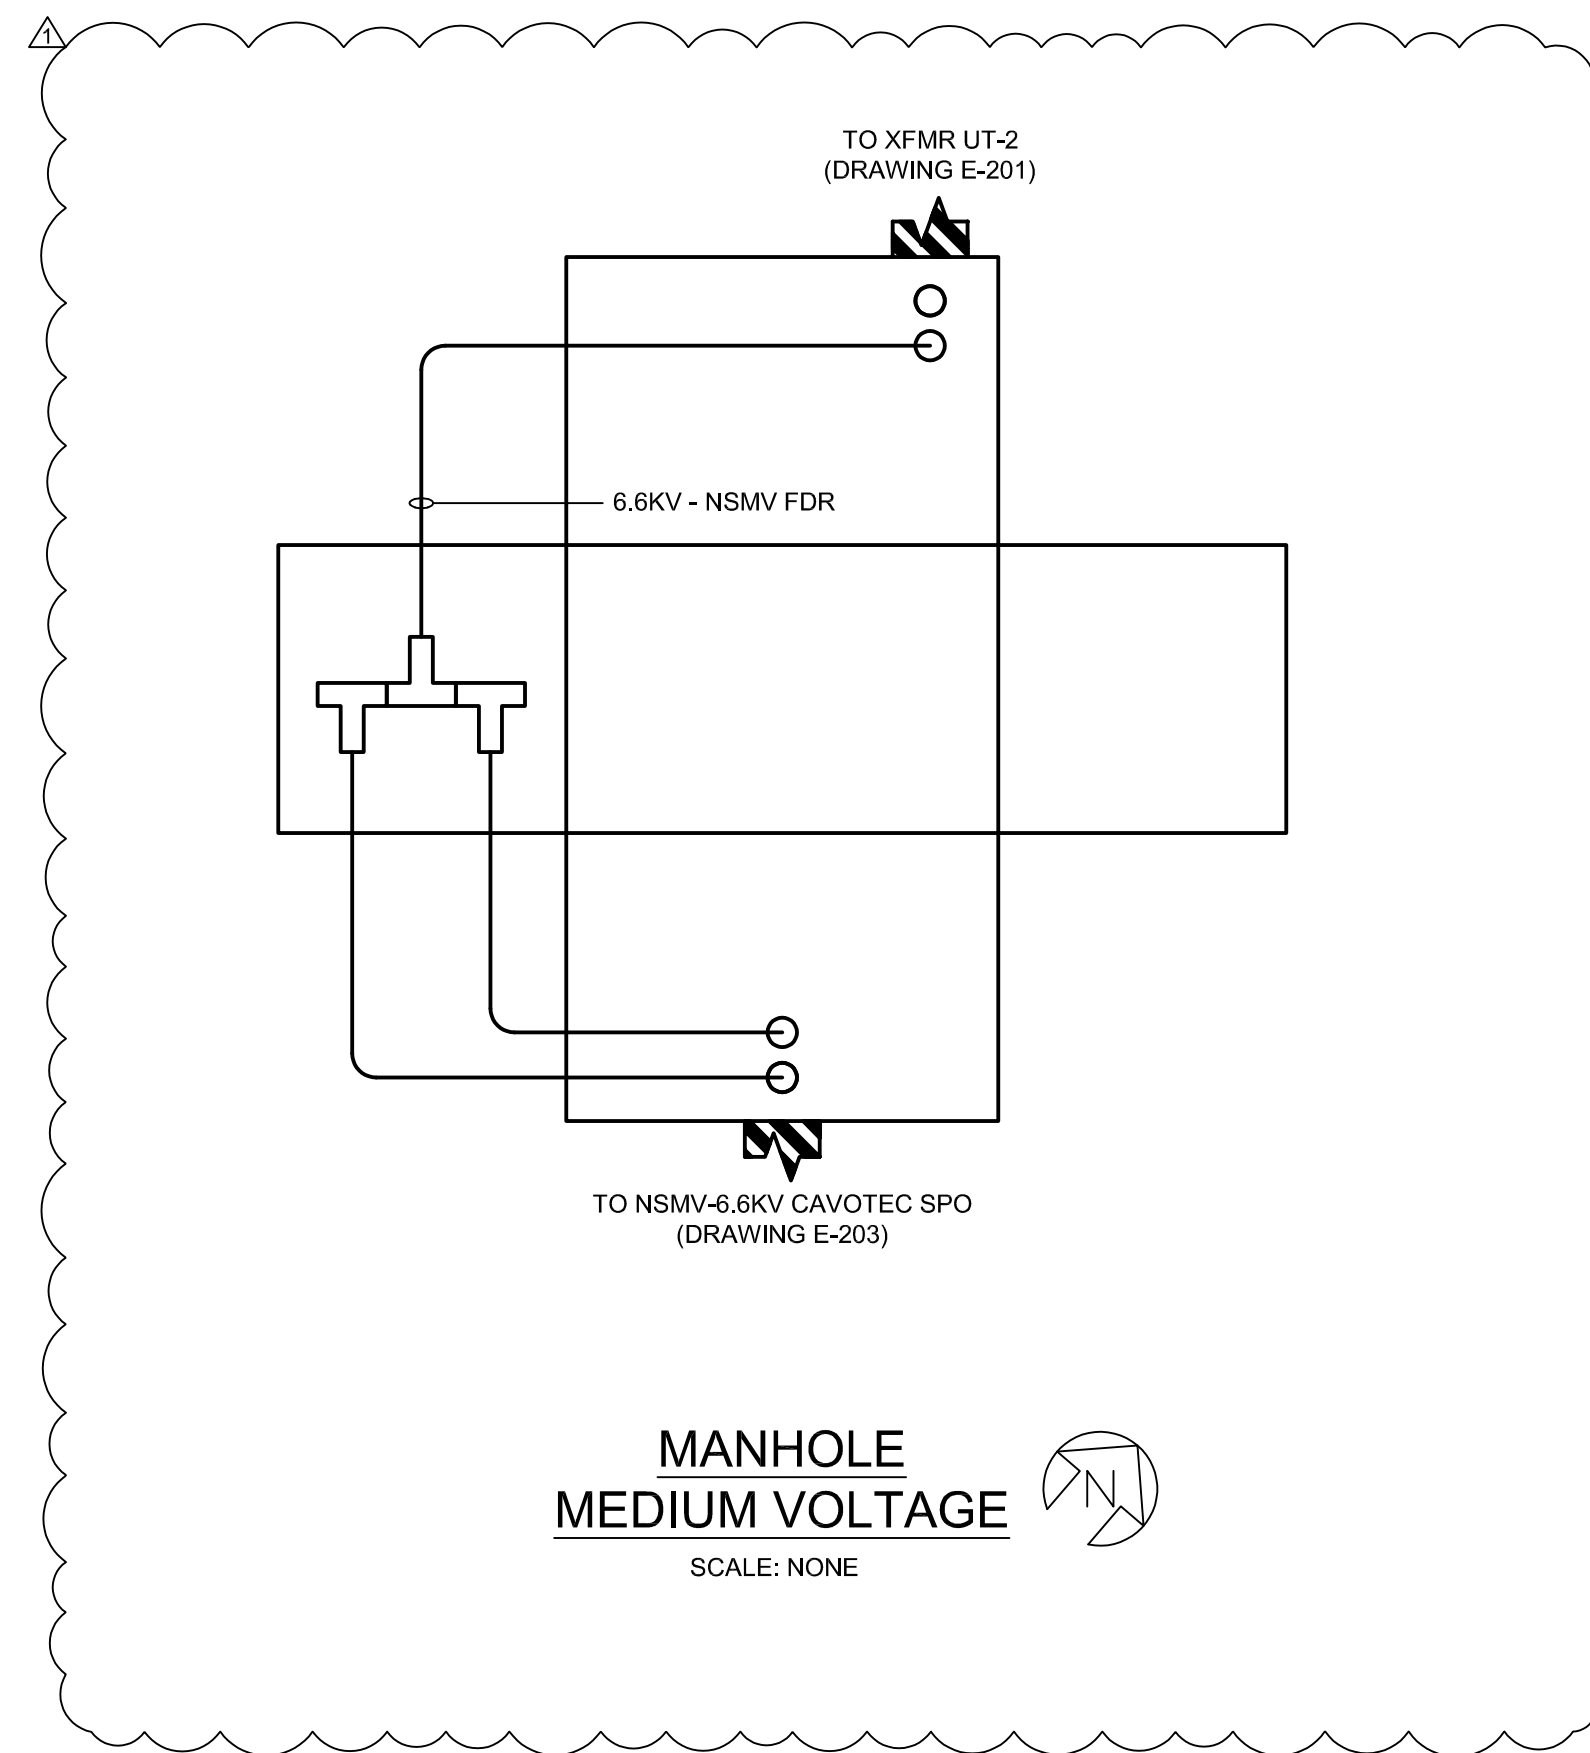 1
TO XFMR UT-2
(DRAWING E-201)
6.6KV - NSMV FDR
TO NSMV-6.6KV CAVOTEC SPO
(DRAWING E-203)
MANHOLE
MEDIUM VOLTAGE
N
SCALE: NONE